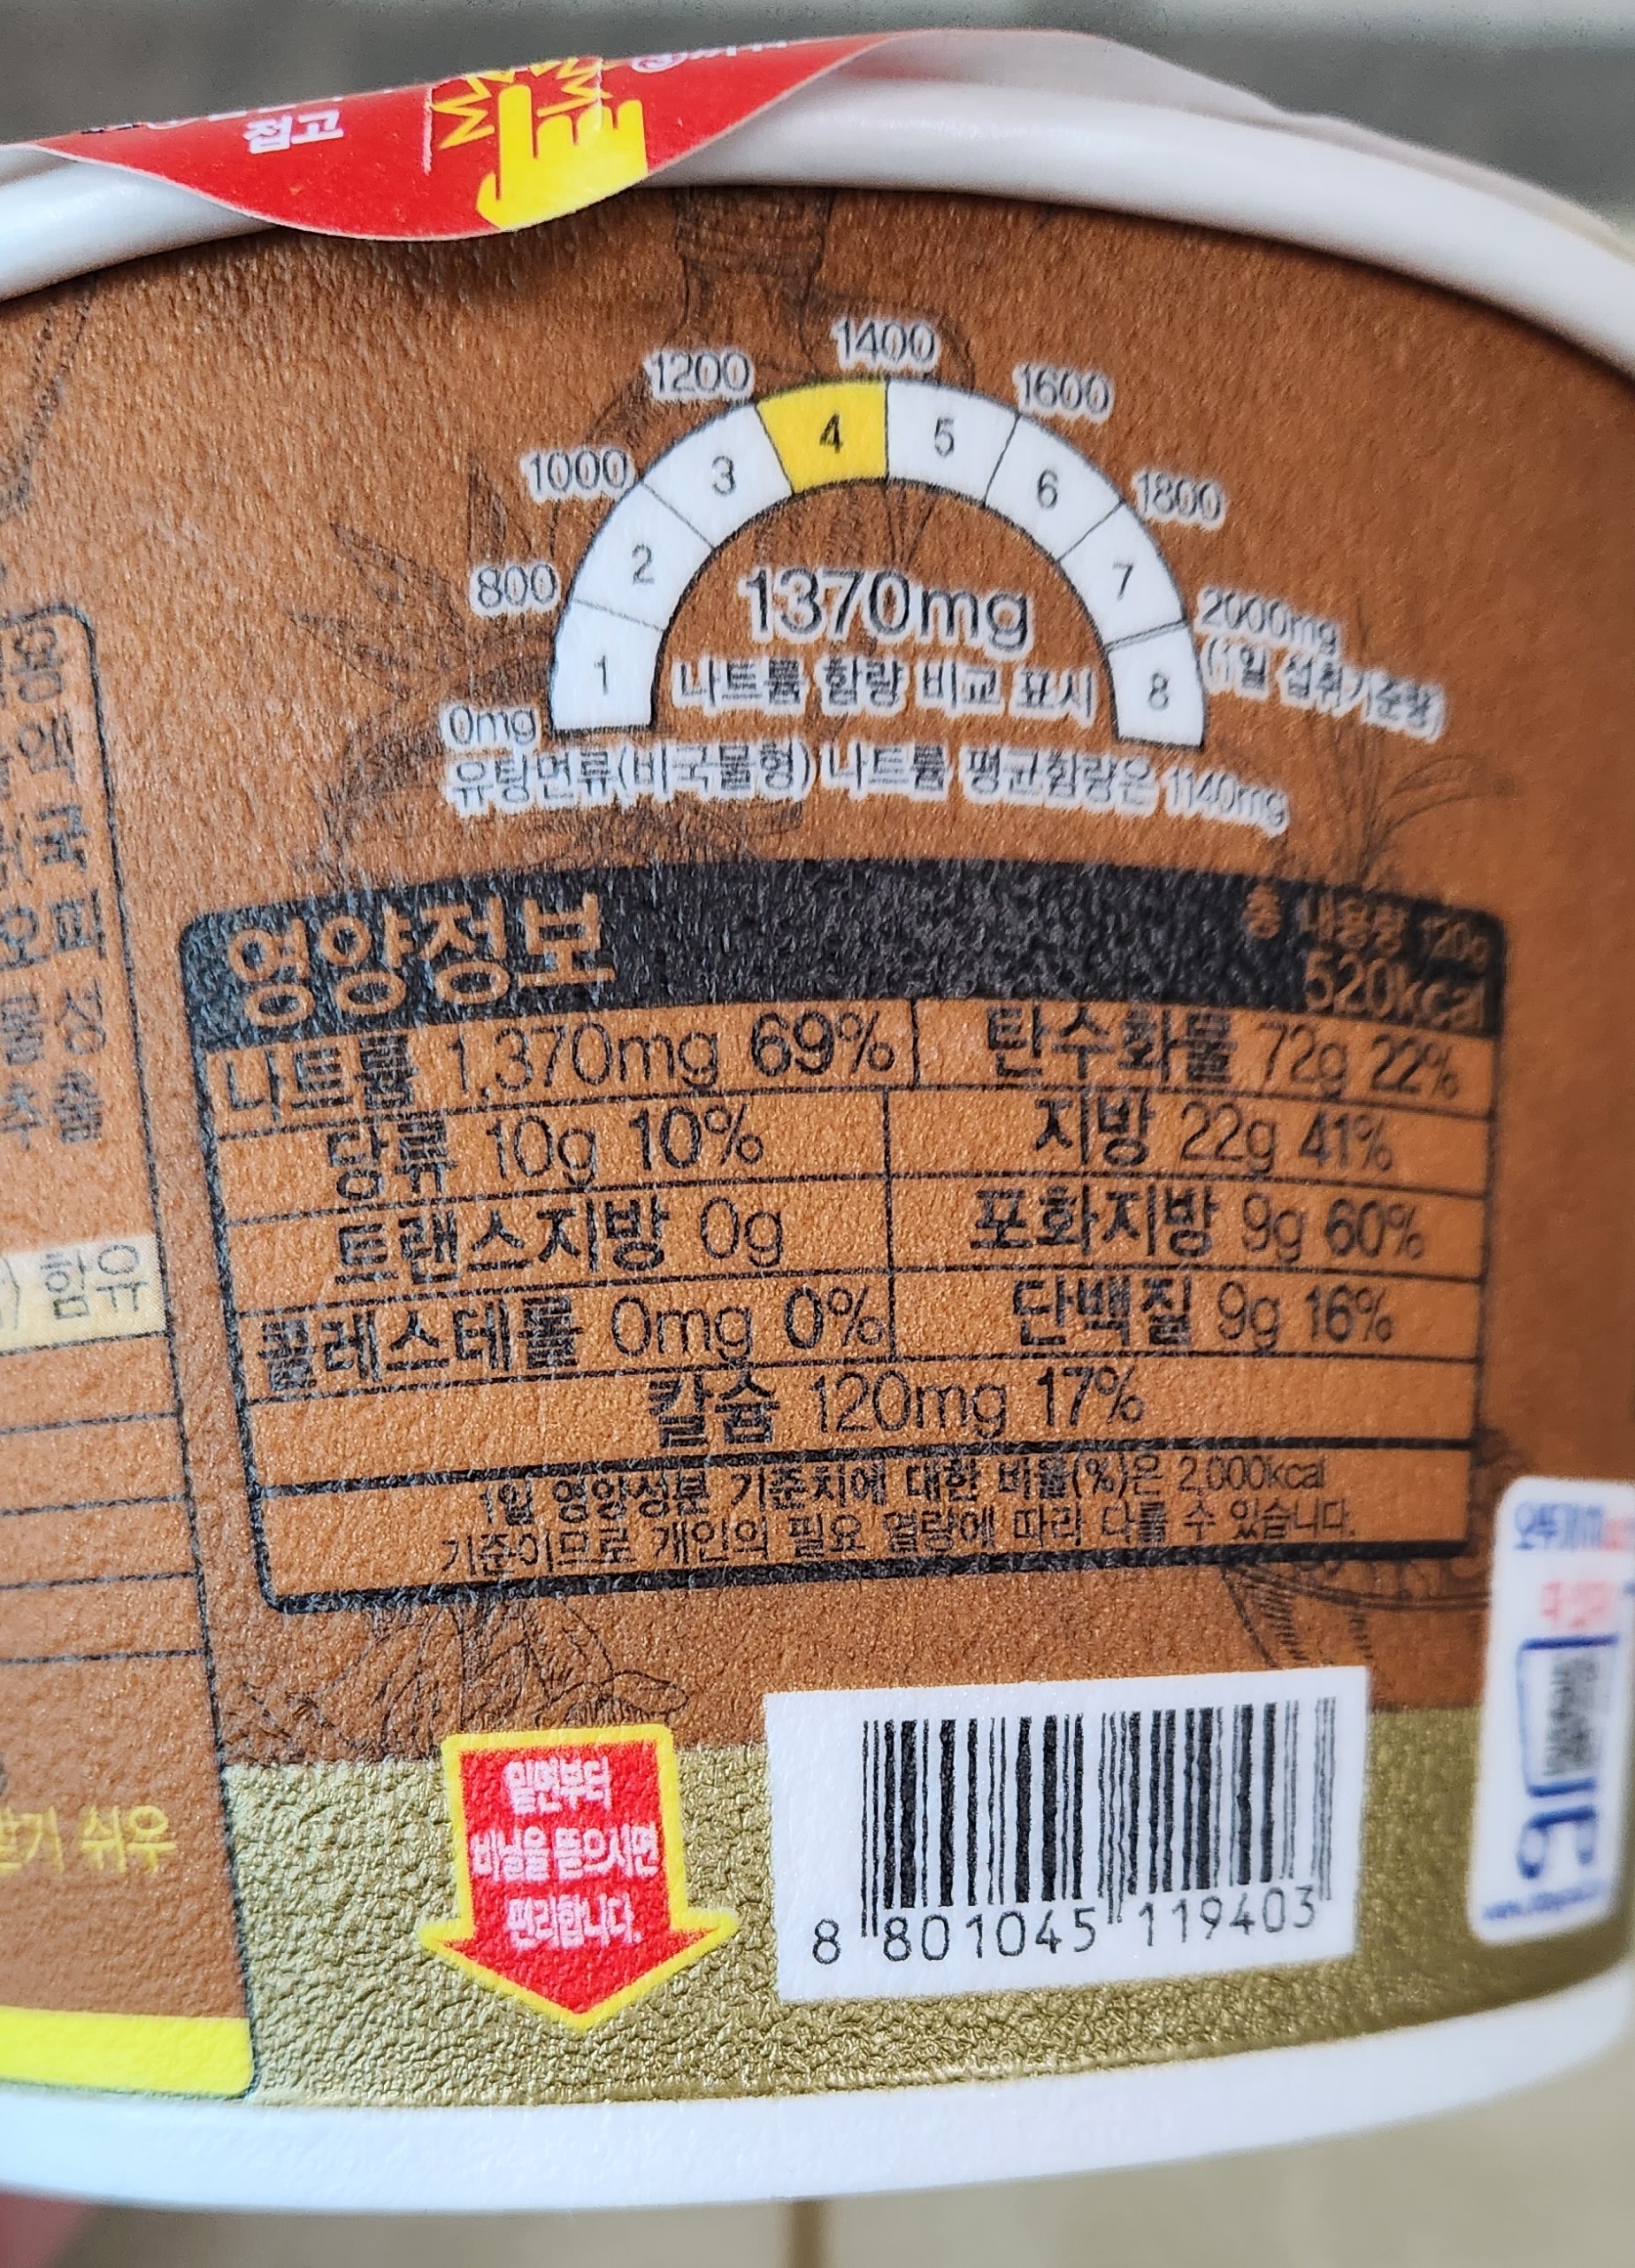 1400
1200
1600
1000
1800
800
2000mg
0mg
(1일 섭취기준량)
1
2
3
4
5
6
7
8
1370mg
나트륨 함량 비교 표시
유탕면류(비국물형) 나트륨 평균함량은 1140mg
영양정보
총 내용량 120g
520kcal
나트륨 1,370mg 69%
탄수화물 72g 22%
당류 10g 10%
지방 22g 41%
트랜스지방 0g
포화지방 9g 60%
콜레스테롤 0mg 0%
단백질 9g 16%
칼슘 120mg 17%
1일 영양성분 기준치에 대한 비율(%)은 2,000kcal
기준이므로 개인의 필요 열량에 따라 다를 수 있습니다.
함유
쉬우
밑면부터
비닐을 뜯으시면
편리합니다.
8 801045 119403